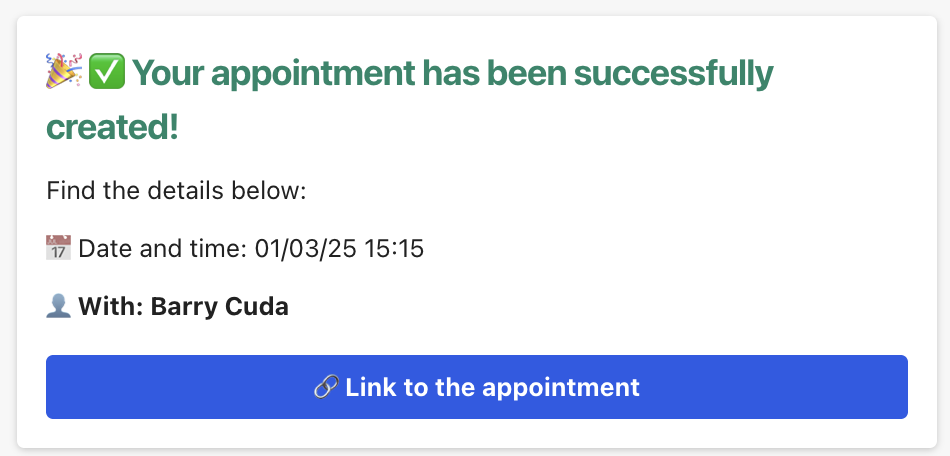 🎉✅ Your appointment has been successfully
created!
Find the details below:
📅 Date and time: 01/03/25 15:15
👤 With: Barry Cuda
🔗 Link to the appointment